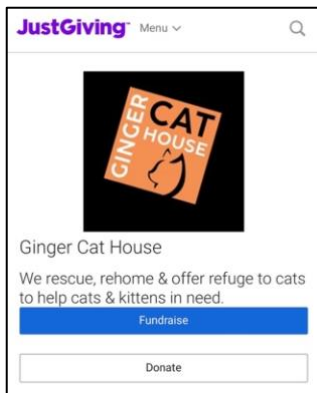 JustGiving™ Menu
GINGER
CAT
HOUSE
Ginger Cat House
We rescue, rehome & offer refuge to cats
to help cats & kittens in need.
Fundraise
Donate